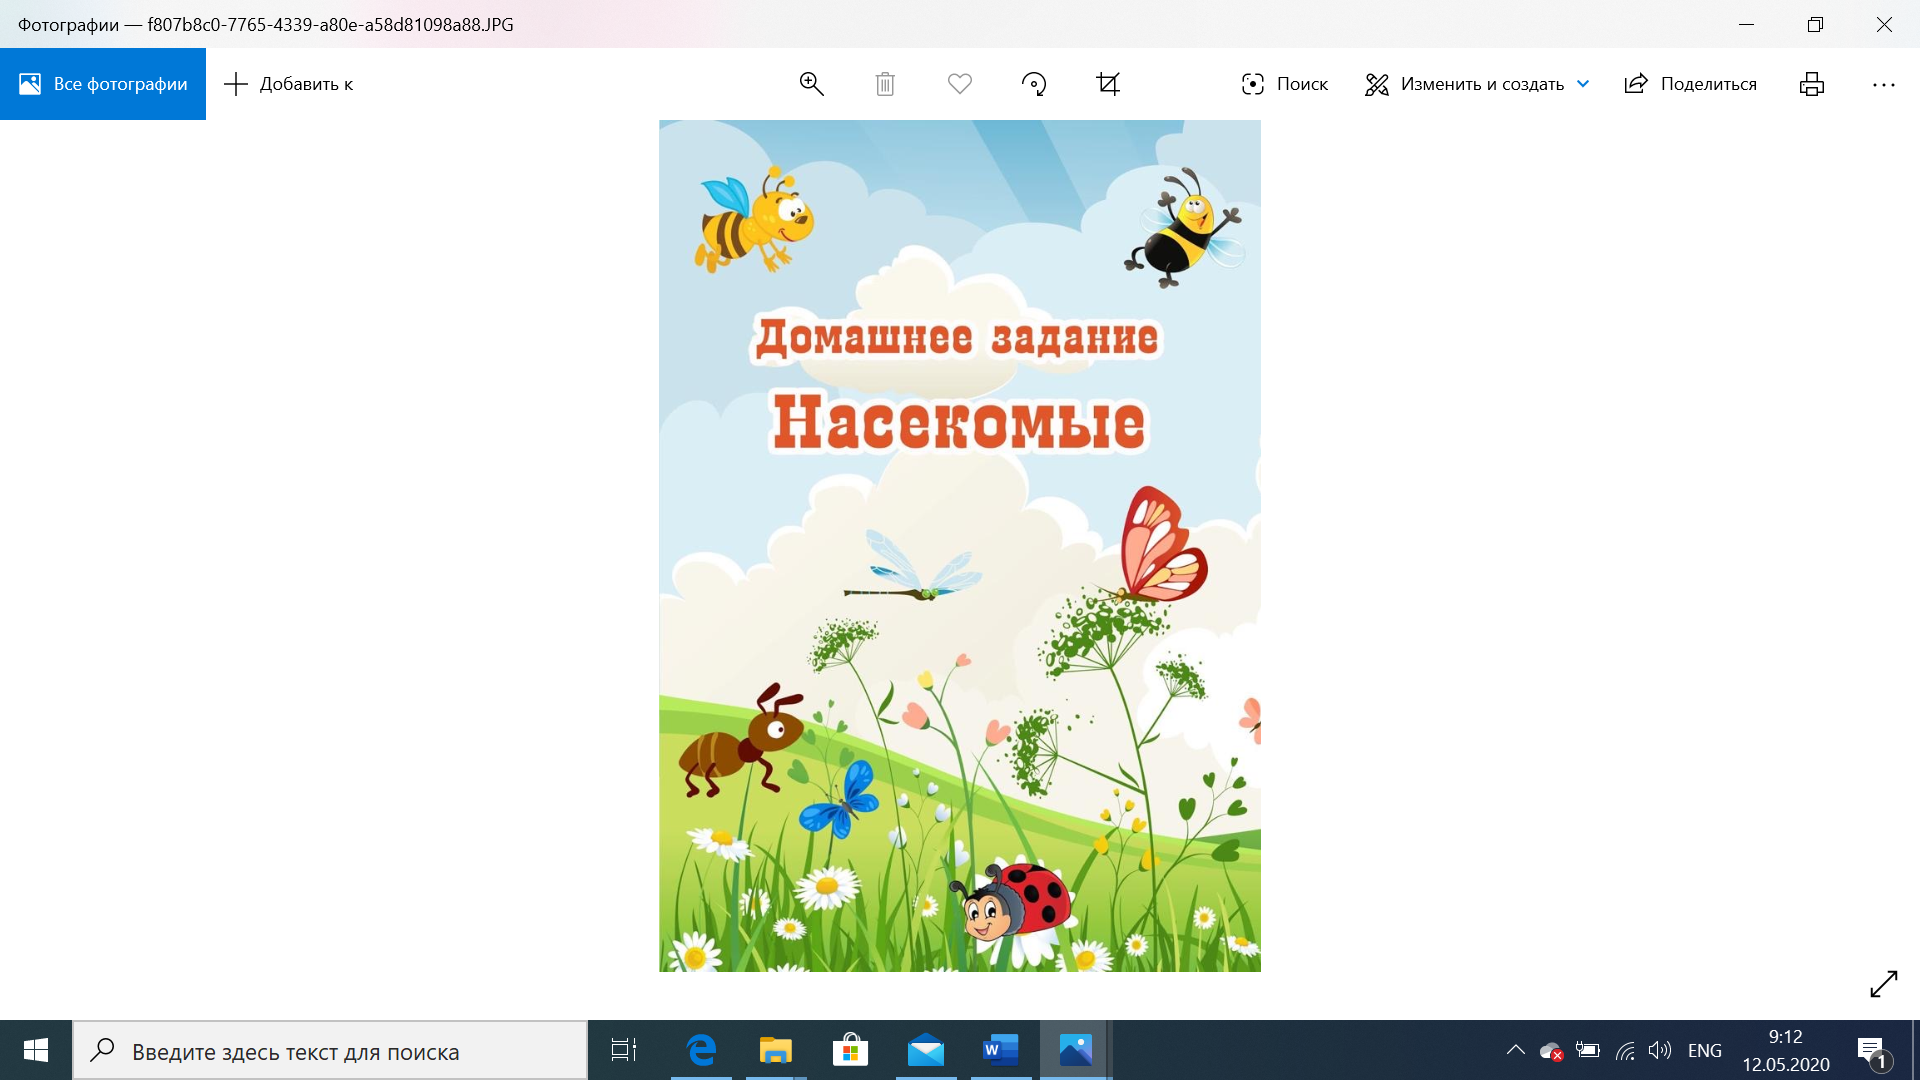 Фотографии — f807b8c0-7765-4339-a80e-a58d81098a88.JPG
Все фотографии
Добавить к
Поиск
Изменить и создать
Поделиться
Домашнее задание
Насекомые
Введите здесь текст для поиска
W
ENG
9:12
12.05.2020
1